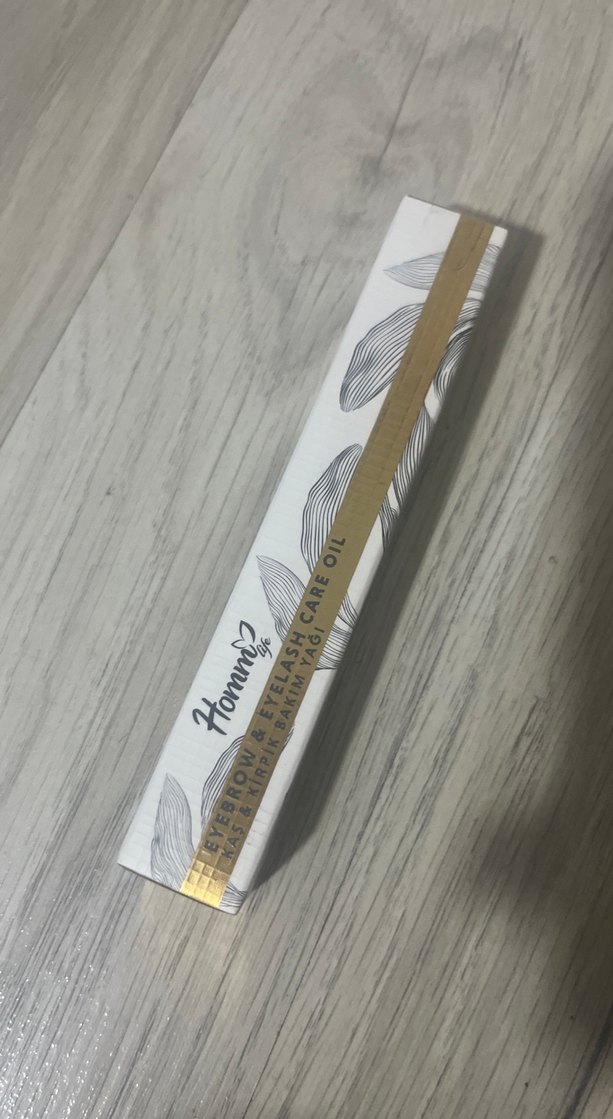 Homm life
EYEBROW & EYELASH CARE OIL
KAŞ & KİRPİK BAKIM YAĞI